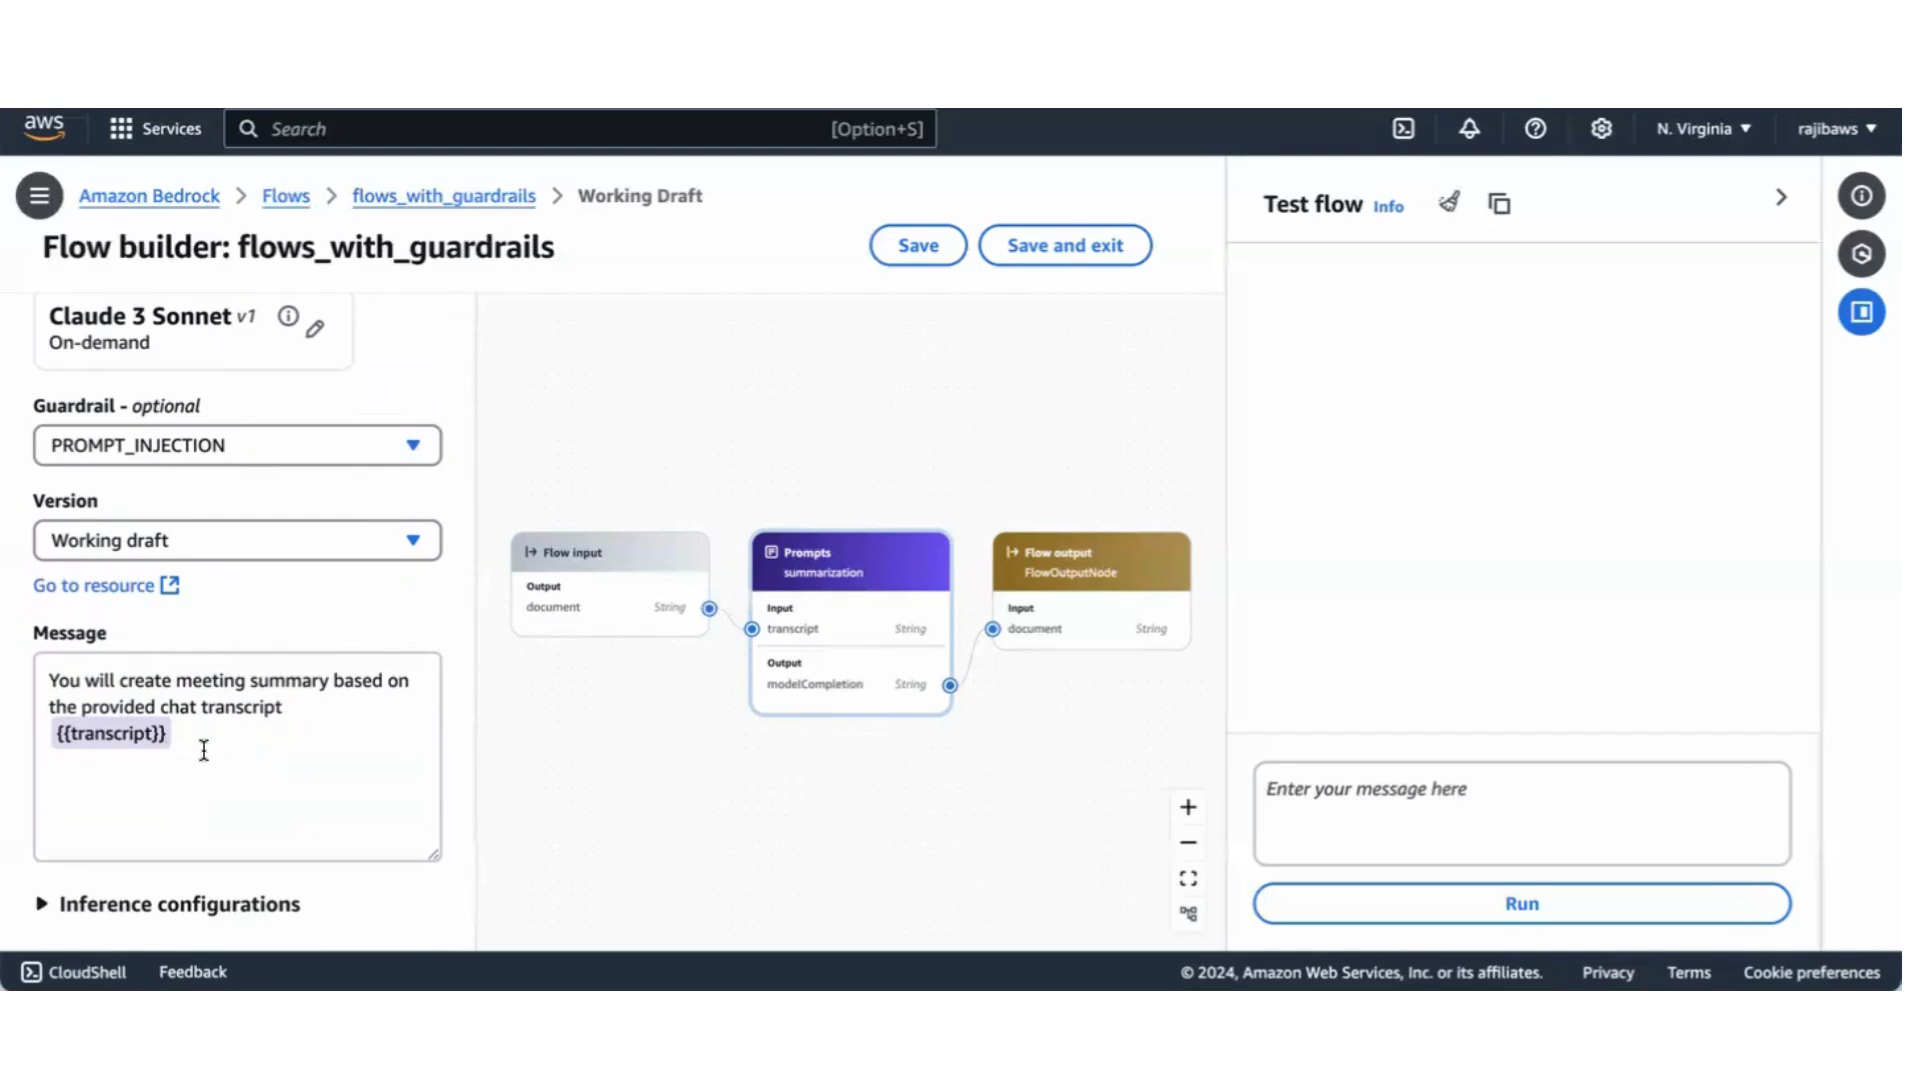 aws
Services
Search
[Option+S]
N. Virginia
rajibaws
Amazon Bedrock
Flows
flows_with_guardrails
Working Draft
Flow builder: flows_with_guardrails
Save
Save and exit
Test flow
Info
Claude 3 Sonnet v1
On-demand
Guardrail - optional
PROMPT_INJECTION
Version
Working draft
Go to resource
Message
You will create meeting summary based on
the provided chat transcript
{{transcript}}
Inference configurations
Flow input
Output
document String
Prompts
summarization
Input
transcript String
Output
modelCompletion String
Flow output
FlowOutputNode
Input
document String
Enter your message here
Run
CloudShell
Feedback
© 2024, Amazon Web Services, Inc. or its affiliates.
Privacy
Terms
Cookie preferences